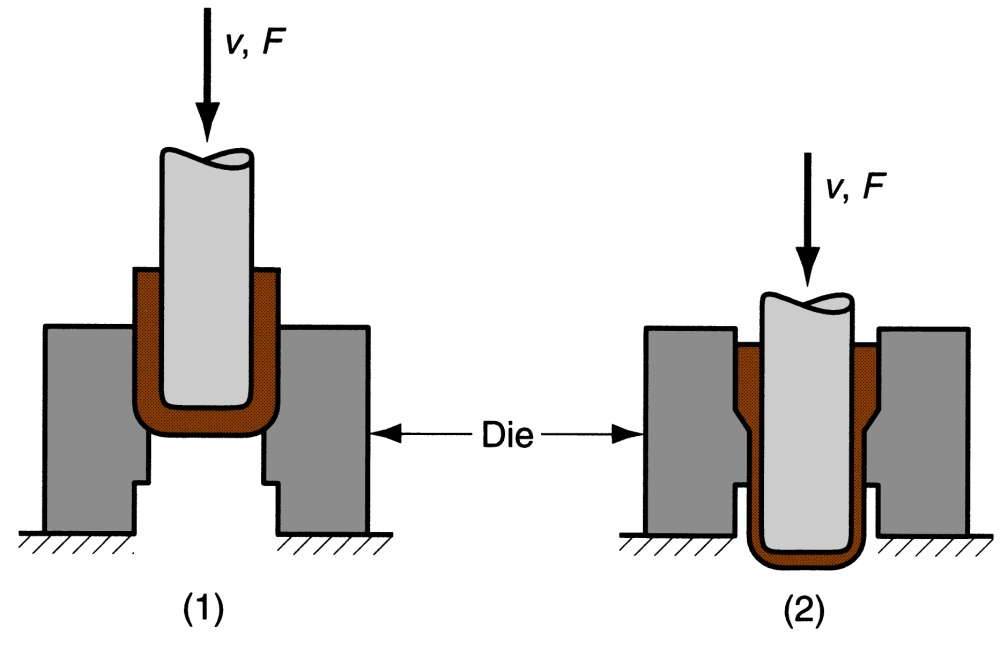 v, F
v, F
Die
(1)
(2)